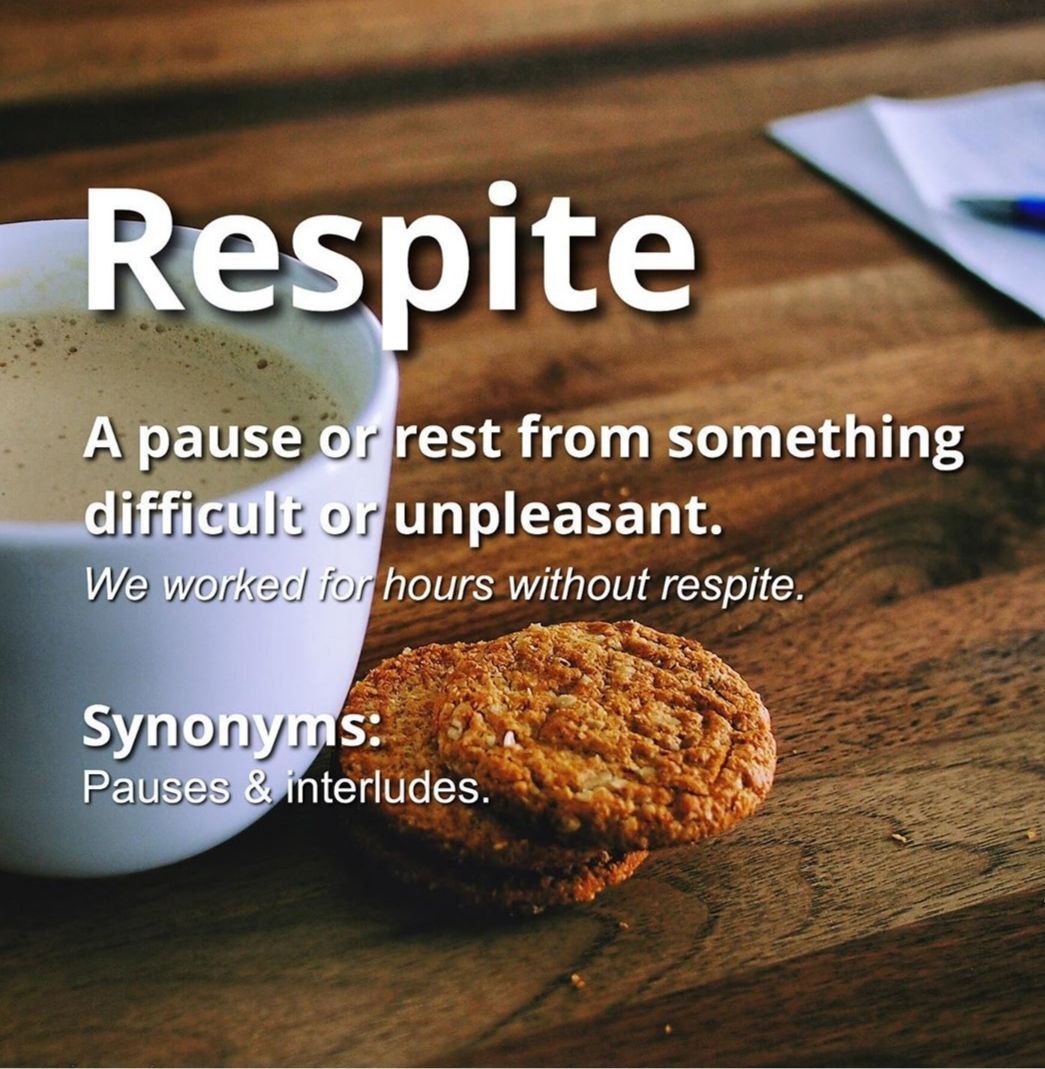 Respite
A pause or rest from something
difficult or unpleasant.
We worked for hours without respite.
Synonyms:
Pauses & interludes.